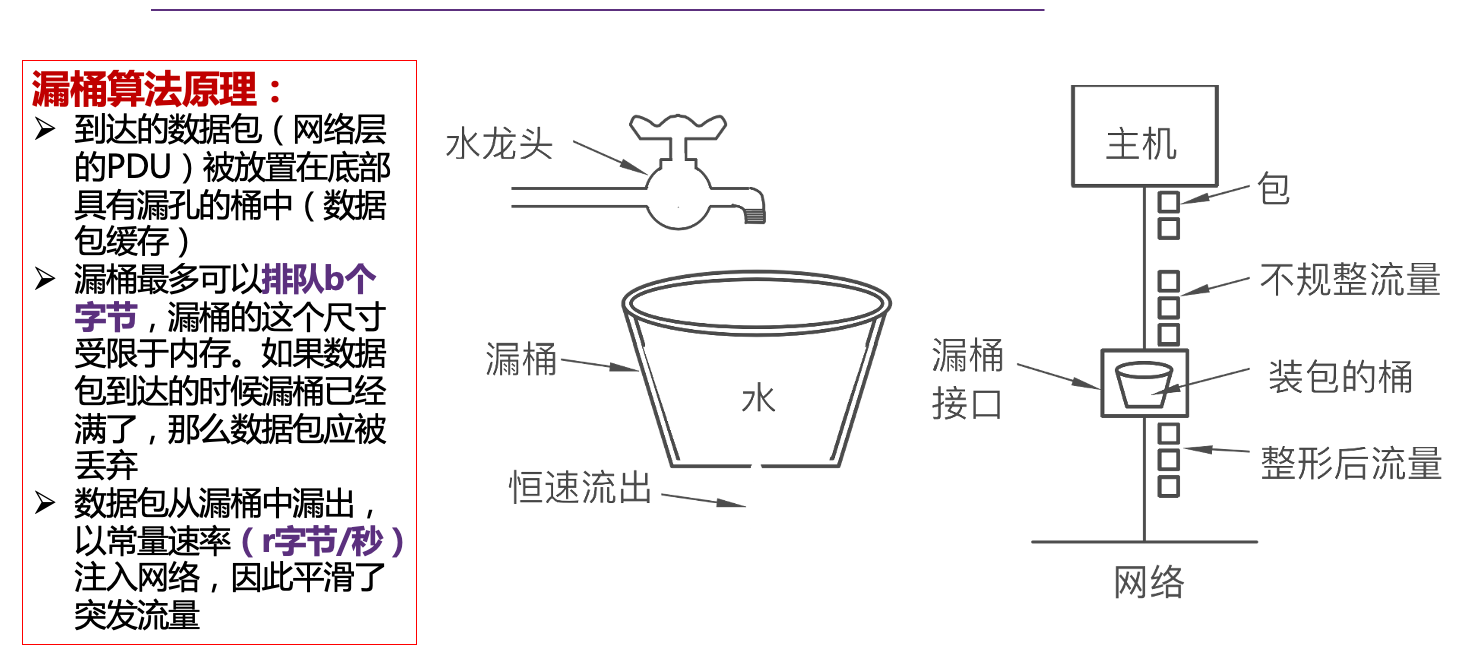 漏桶算法原理：
➢ 到达的数据包（网络层
的PDU）被放置在底部
具有漏孔的桶中（数据
包缓存）
➢ 漏桶最多可以排队b个
字节，漏桶的这个尺寸
受限于内存。如果数据
包到达的时候漏桶已经
满了，那么数据包应被
丢弃
➢ 数据包从漏桶中漏出，
以常量速率（r字节/秒）
注入网络，因此平滑了
突发流量
水龙头
漏桶
水
恒速流出
主机
包
不规整流量
漏桶
接口
装包的桶
整形后流量
网络